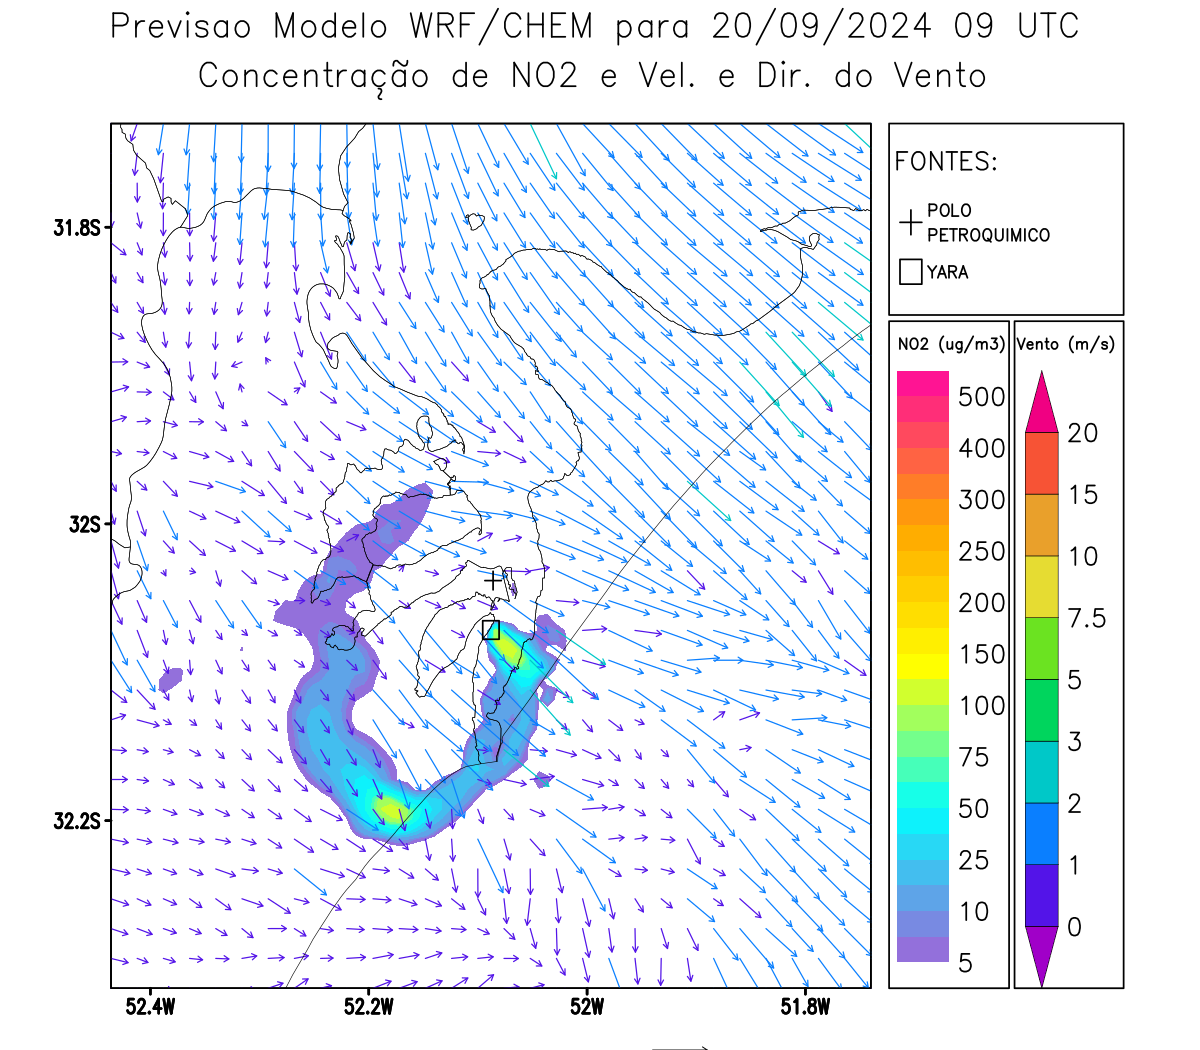 Previsao Modelo WRF/CHEM para 20/09/2024 09 UTC
Concentração de NO2 e Vel. e Dir. do Vento
FONTES:
POLO
PETROQUIMICO
YARA
NO2 (ug/m3)
500
400
300
250
200
150
100
75
50
25
10
5
Vento (m/s)
20
15
10
7.5
5
3
2
1
0
31.8S
32S
32.2S
52.4W
52.2W
52W
51.8W